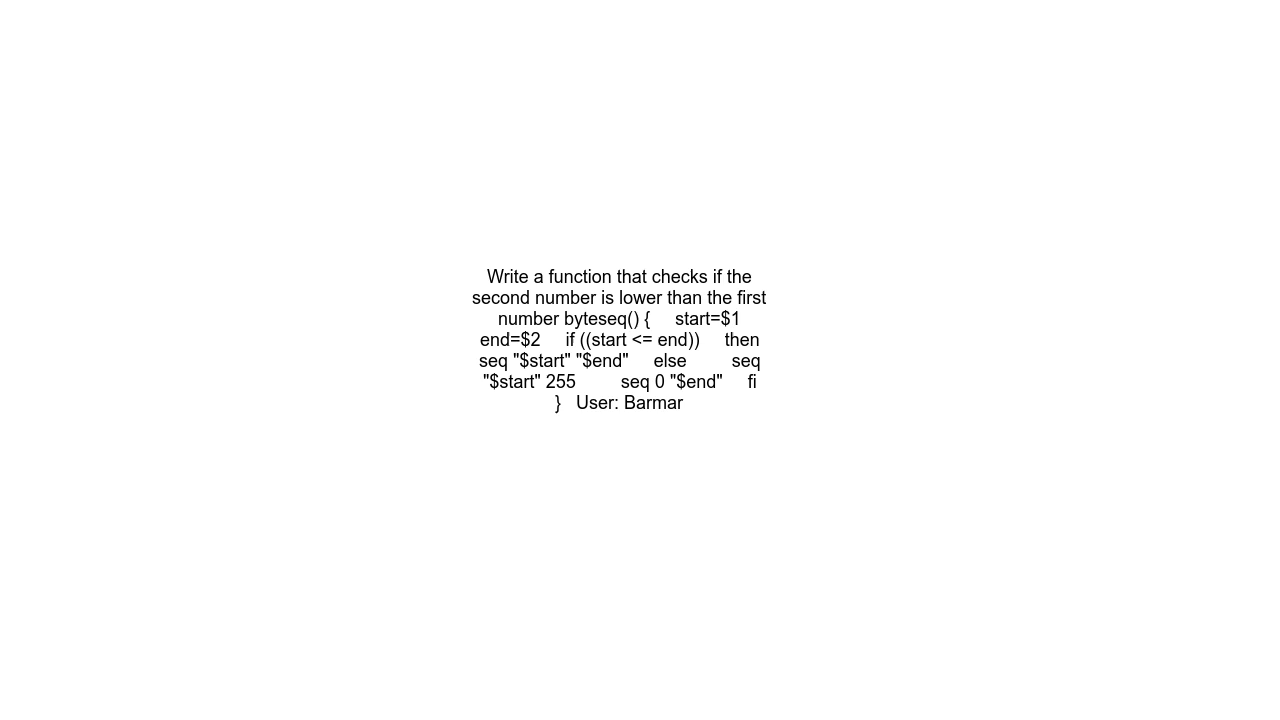 Write a function that checks if the
second number is lower than the first
number byteseq() {     start=$1
end=$2     if ((start <= end))     then
seq "$start" "$end"     else         seq
"$start" 255         seq 0 "$end"     fi
}   User: Barmar